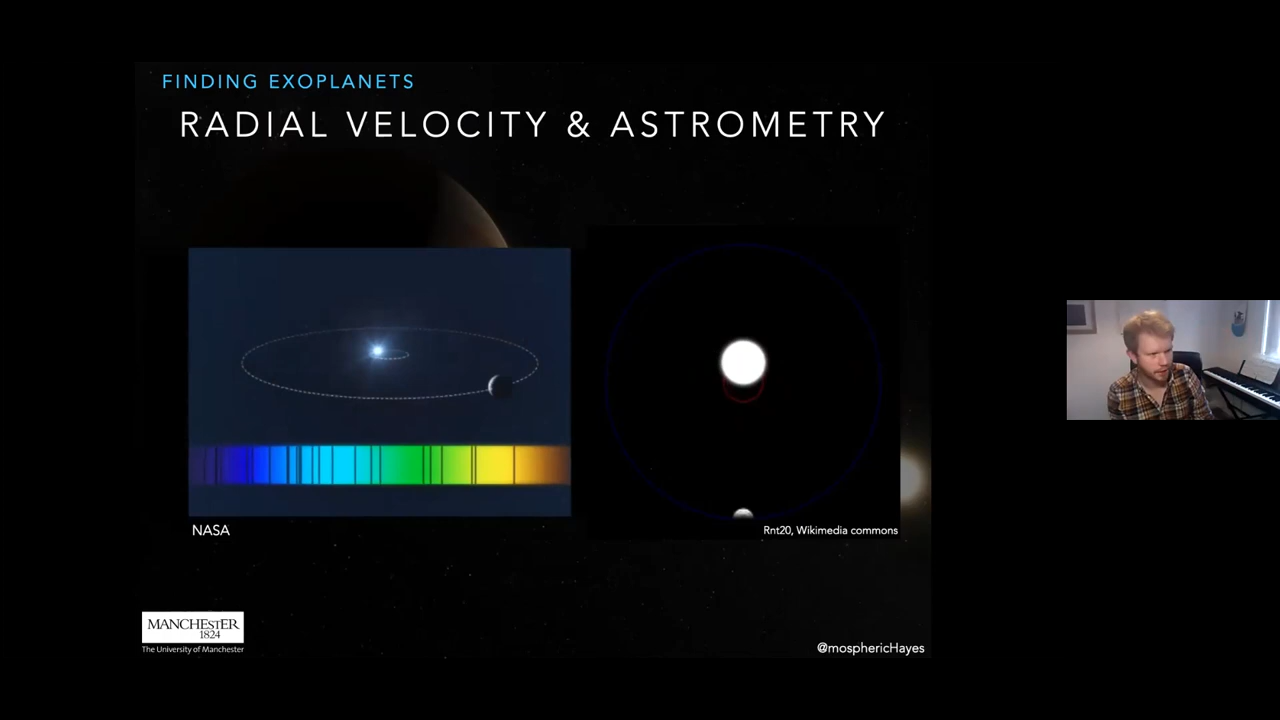 FINDING EXOPLANETS
RADIAL VELOCITY & ASTROMETRY
NASA
Rnt20, Wikimedia commons
MANCHESTER
1824
The University of Manchester
@mosphericHayes